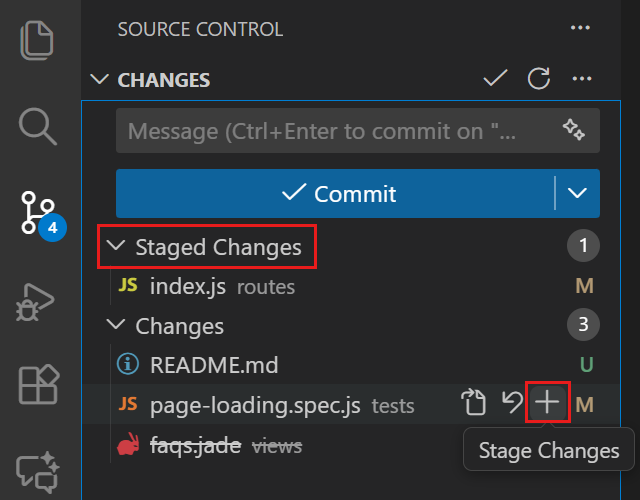 SOURCE CONTROL
CHANGES
Message (Ctrl+Enter to commit on "...
Commit
4
Staged Changes 1
JS index.js routes M
Changes 3
README.md U
JS page-loading.spec.js tests M
faqs.jade views
Stage Changes